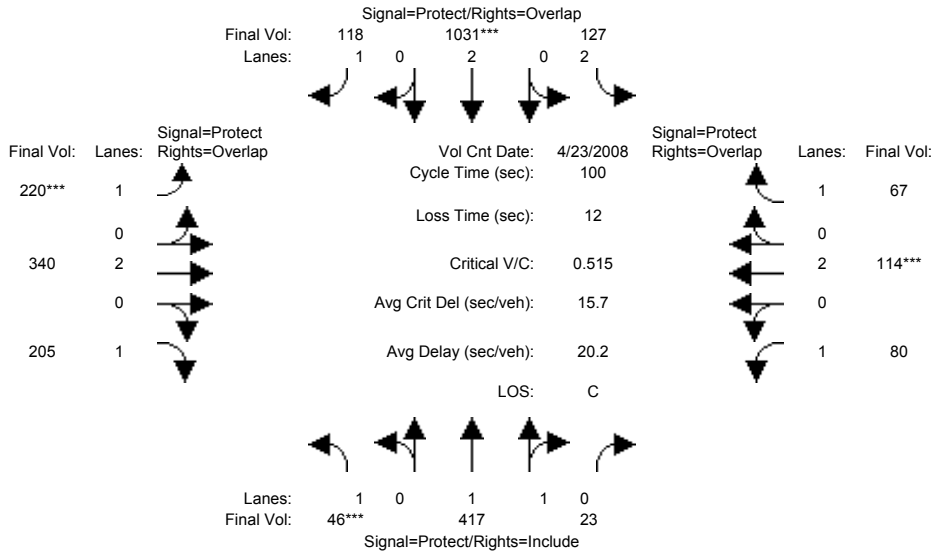 Signal=Protect/Rights=Overlap
Final Vol: 118 1031*** 127
Lanes: 1 0 2 0 2
Signal=Protect Signal=Protect
Final Vol: Lanes: Rights=Overlap Vol Cnt Date: 4/23/2008 Rights=Overlap Lanes: Final Vol:
Cycle Time (sec): 100
220*** 1 1 67
Loss Time (sec): 12
0 0
340 2 Critical V/C: 0.515 2 114***
0 Avg Crit Del (sec/veh): 15.7 0
205 1 Avg Delay (sec/veh): 20.2 1 80
LOS: C
Lanes: 1 0 1 1 0
Final Vol: 46*** 417 23
Signal=Protect/Rights=Include